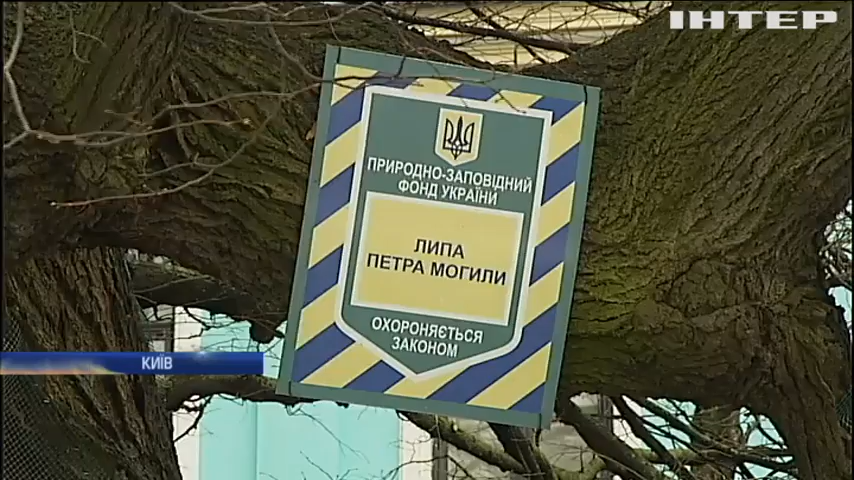 ІНТЕР
ПРИРОДНО-ЗАПОВІДНИЙ
ФОНД УКРАЇНИ
ЛИПА
ПЕТРА МОГИЛИ
ОХОРОНЯЄТЬСЯ
ЗАКОНОМ
КИЇВ